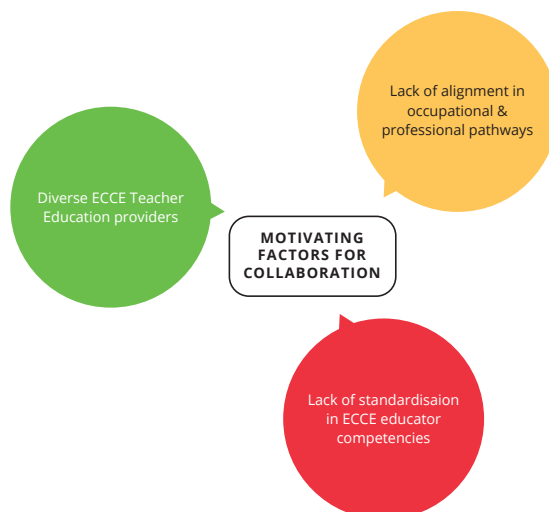 Lack of alignment in
occupational &
professional pathways
Diverse ECCE Teacher
Education providers
MOTIVATING
FACTORS FOR
COLLABORATION
Lack of standardisaion
in ECCE educator
competencies